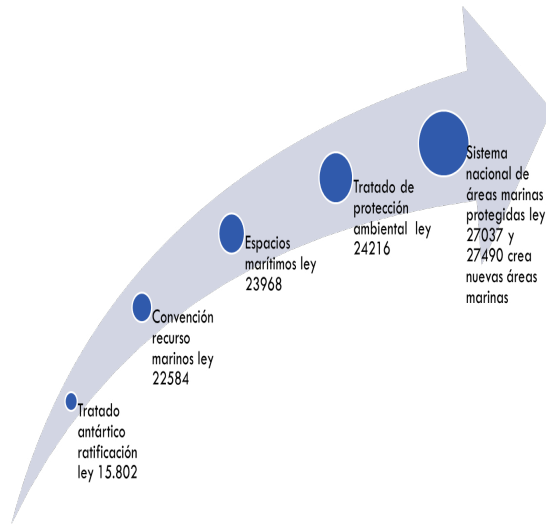 Tratado
antártico
ratificación
ley 15.802
Convención
recurso
marinos ley
22584
Espacios
marítimos ley
23968
Tratado de
protección
ambiental ley
24216
Sistema
nacional de
áreas marinas
protegidas ley
27037 y
27490 crea
nuevas áreas
marinas